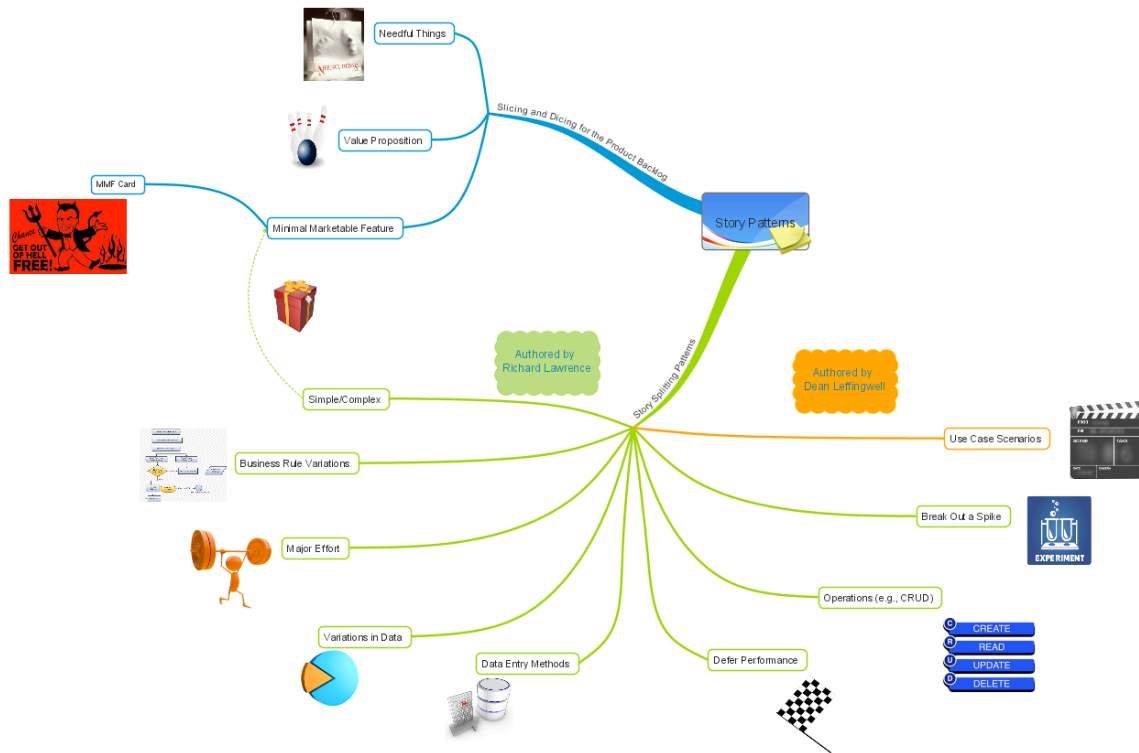 Needful Things
Slicing and Dicing for the Product Backlog
Value Proposition
MMF Card
Minimal Marketable Feature
Chance
GET OUT
OF HELL
FREE!
Story Patterns
Authored by
Richard Lawrence
Authored by
Dean Leffingwell
Story Splitting Patterns
Simple/Complex
Use Case Scenarios
Business Rule Variations
Break Out a Spike
EXPERIMENT
Major Effort
Operations (e.g., CRUD)
C CREATE
R READ
U UPDATE
D DELETE
Variations in Data
Data Entry Methods
Defer Performance